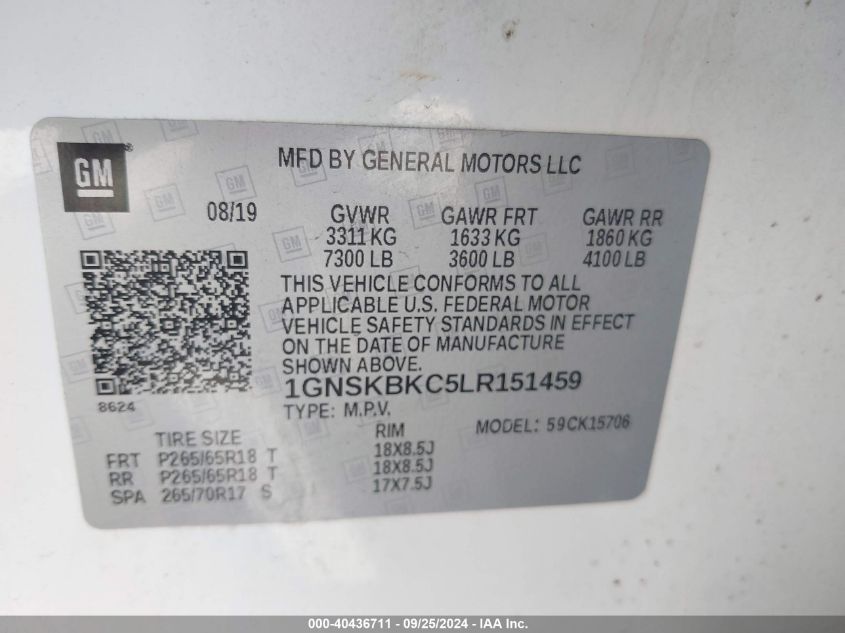 GM
MFD BY GENERAL MOTORS LLC
08/19 GVWR GAWR FRT GAWR RR
3311 KG 1633 KG 1860 KG
7300 LB 3600 LB 4100 LB
THIS VEHICLE CONFORMS TO ALL
APPLICABLE U.S. FEDERAL MOTOR
VEHICLE SAFETY STANDARDS IN EFFECT
ON THE DATE OF MANUFACTURE
SHOWN ABOVE.
1GNSKBKC5LR151459
8624
TYPE: M.P.V.
MODEL: 59CK15706
TIRE SIZE RIM
FRT P265/65R18 T 18X8.5J
RR P265/65R18 T 18X8.5J
SPA 265/70R17 S 17X7.5J
000-40436711 - 09/25/2024 - IAA Inc.